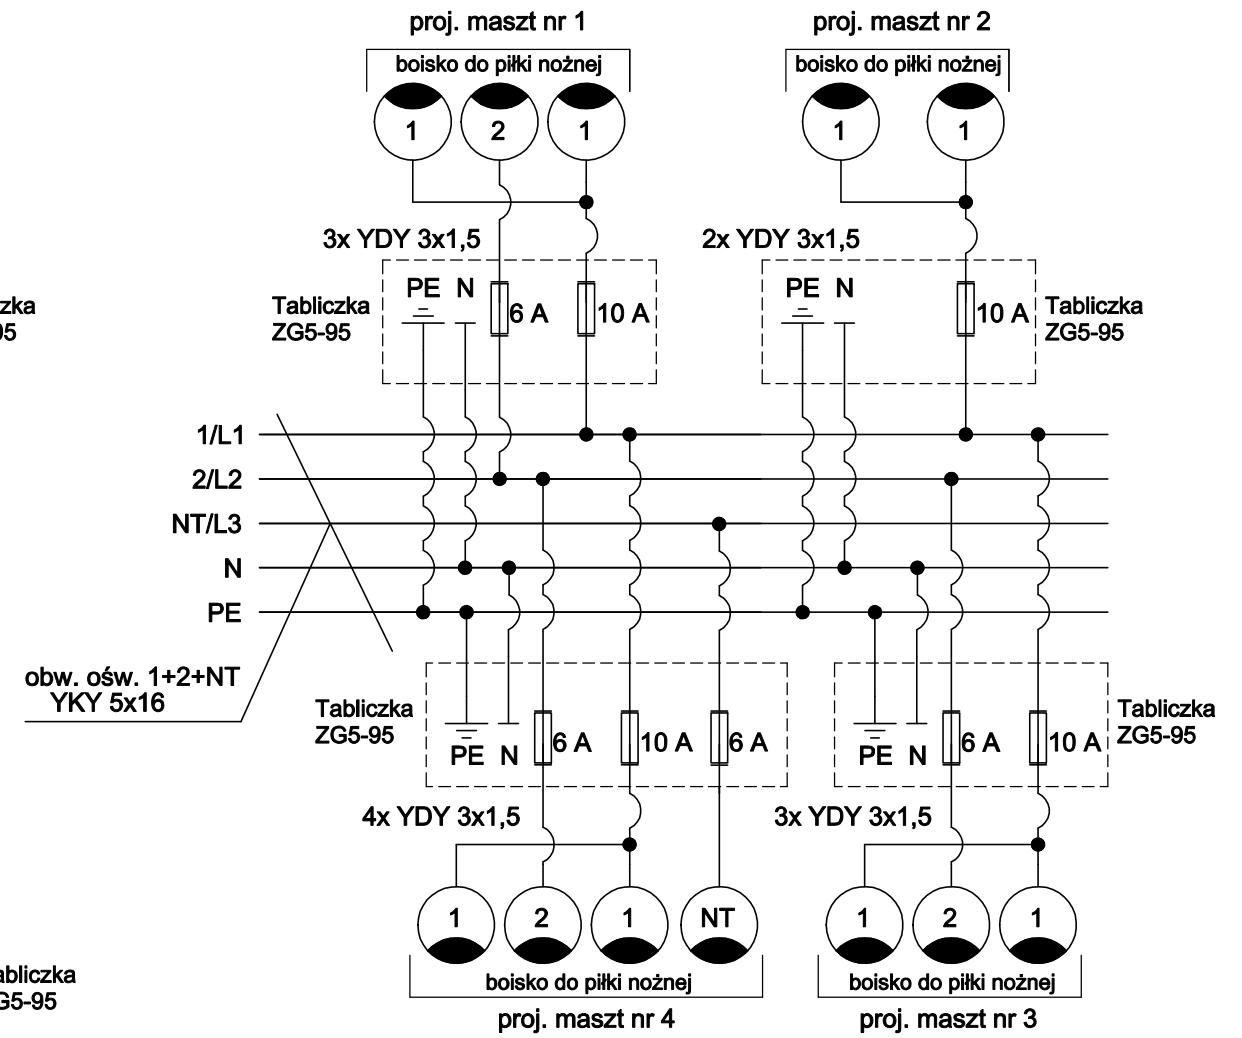 proj. maszt nr 1
proj. maszt nr 2
boisko do piłki nożnej
boisko do piłki nożnej
1 2 1
1 1
3x YDY 3x1,5
2x YDY 3x1,5
PE N
PE N
Tabliczka
ZG5-95
6 A
10 A
10 A
Tabliczka
ZG5-95
1/L1
2/L2
NT/L3
N
PE
obw. ośw. 1+2+NT
YKY 5x16
Tabliczka
ZG5-95
PE N
6 A
10 A
6 A
PE N
6 A
10 A
Tabliczka
ZG5-95
4x YDY 3x1,5
3x YDY 3x1,5
1 2 1 NT
1 2 1
boisko do piłki nożnej
boisko do piłki nożnej
proj. maszt nr 4
proj. maszt nr 3